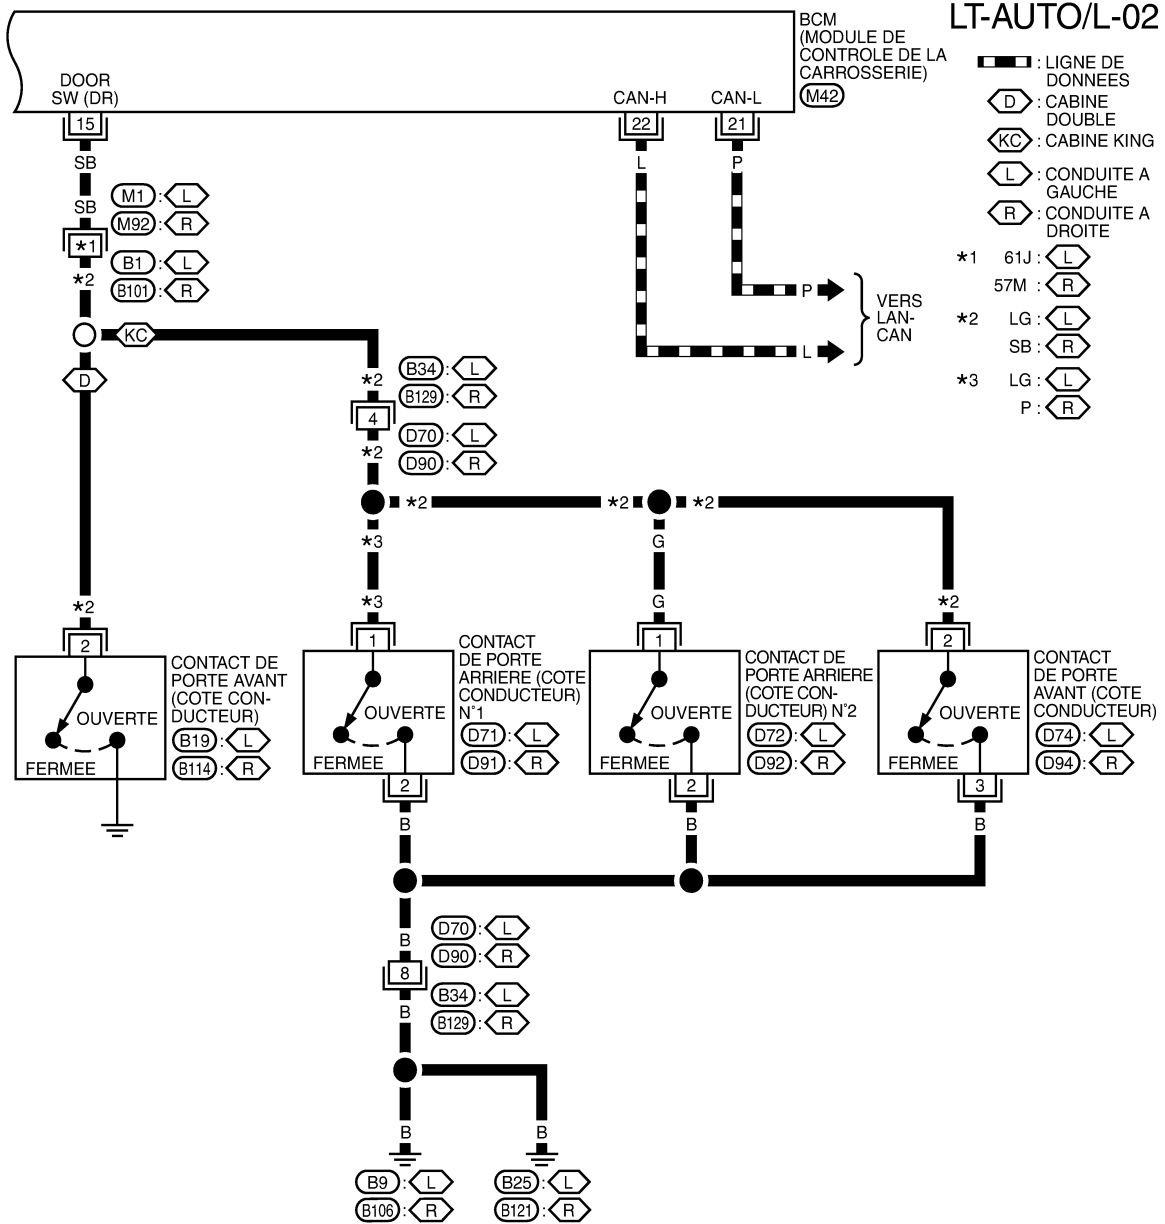 LT-AUTO/L-02
BCM
(MODULE DE
CONTROLE DE LA
CARROSSERIE)
M42
DOOR
SW (DR)
CAN-H
CAN-L
15
22
21
: LIGNE DE
DONNEES
D : CABINE
DOUBLE
KC : CABINE KING
L : CONDUITE A
GAUCHE
R : CONDUITE A
DROITE
*1 61J : L
57M : R
*2 LG : L
SB : R
*3 LG : L
P : R
SB
L
P
SB
M1 : L
M92 : R
*1
B1 : L
B101 : R
*2
P
L
VERS
LAN-
CAN
KC
D
*2
B34 : L
B129 : R
4
D70 : L
D90 : R
*2
*2
*2
*2
*3
G
*2
*3
G
*2
2
1
1
2
CONTACT DE
PORTE AVANT
(COTE CON-
DUCTEUR)
B19 : L
B114 : R
OUVERTE
FERMEE
CONTACT
DE PORTE
ARRIERE (COTE
CONDUCTEUR)
N°1
D71 : L
D91 : R
OUVERTE
FERMEE
CONTACT DE
PORTE ARRIERE
(COTE CON-
DUCTEUR) N°2
D72 : L
D92 : R
OUVERTE
FERMEE
CONTACT
DE PORTE
AVANT (COTE
CONDUCTEUR)
D74 : L
D94 : R
OUVERTE
FERMEE
2
2
3
B
B
B
B
D70 : L
D90 : R
8
B34 : L
B129 : R
B
B
B
B9 : L
B106 : R
B25 : L
B121 : R